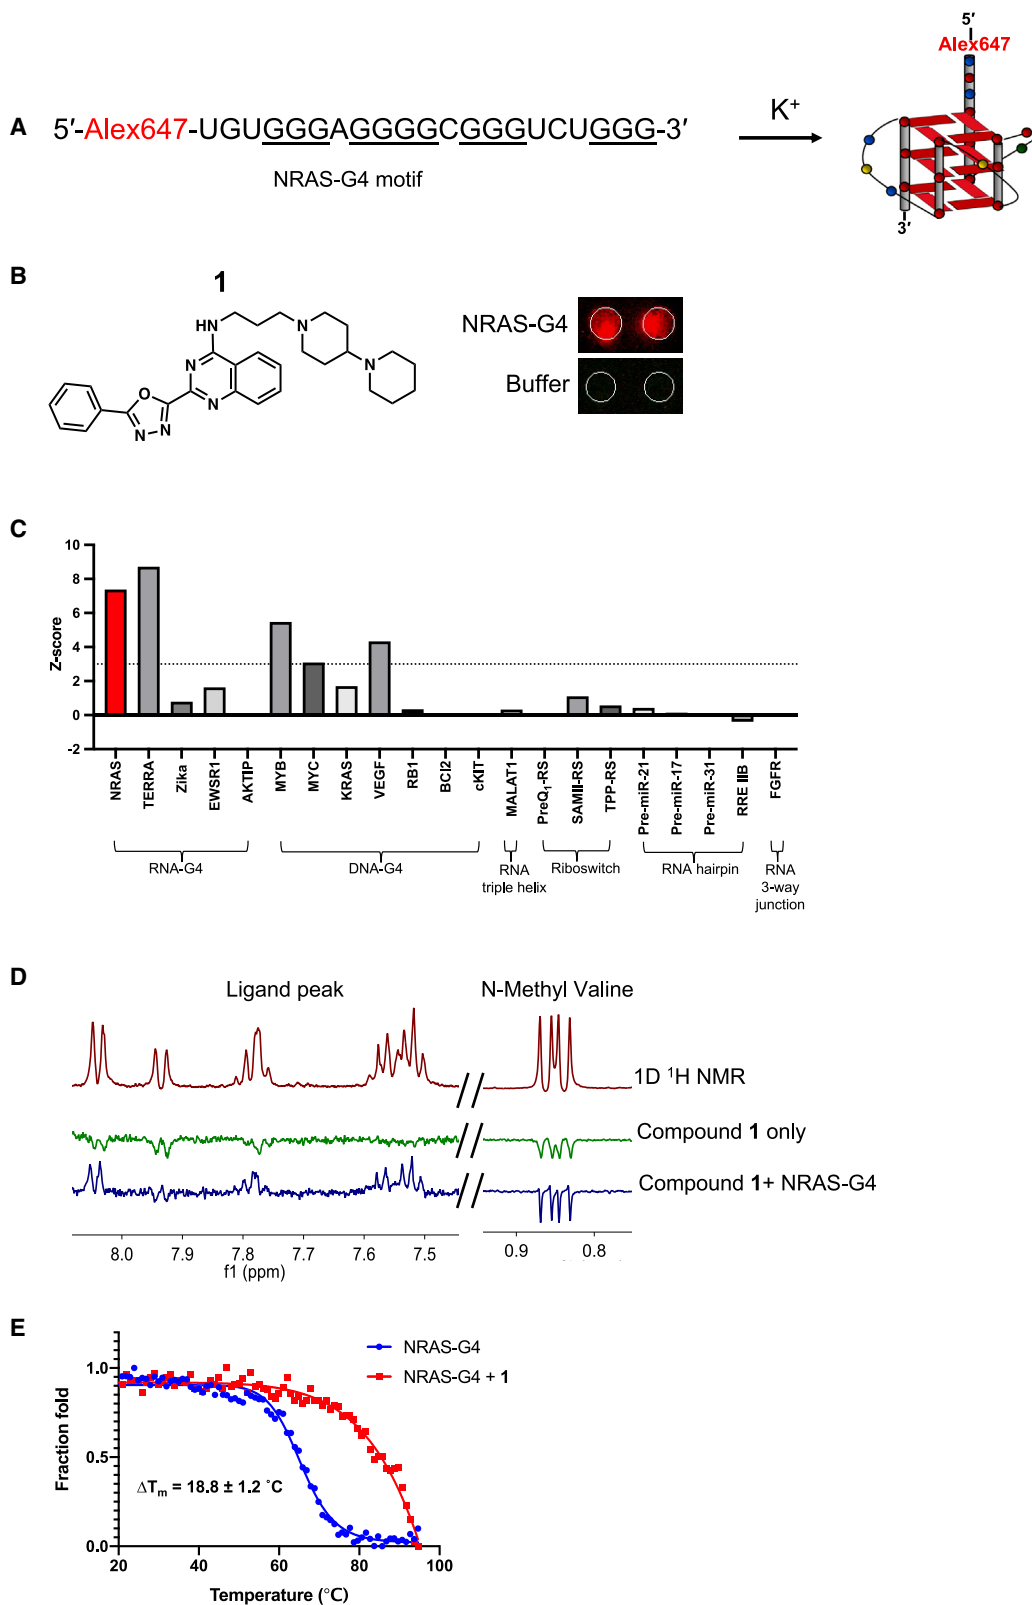 A
5′-Alex647-UGUGGGAGGGGCGGGUCUGGG-3′
NRAS-G4 motif
K+
5′
Alex647
3′
B
1
HN
N
N
N
N
O
N
N
NRAS-G4
Buffer
C
Z-score
10
8
6
4
2
0
-2
NRAS
TERRA
Zika
EWSR1
AKTIP
MYB
MYC
KRAS
VEGF
RB1
BCl2
cKIT
MALAT1
PreQ₁-RS
SAMII-RS
TPP-RS
Pre-miR-21
Pre-miR-17
Pre-miR-31
RRE IIB
FGFR
RNA-G4
DNA-G4
RNA
triple helix
Riboswitch
RNA hairpin
RNA
3-way
junction
D
Ligand peak
N-Methyl Valine
1D ¹H NMR
Compound 1 only
Compound 1+ NRAS-G4
8.0 7.9 7.8 7.7 7.6 7.5
f1 (ppm)
0.9 0.8
E
NRAS-G4
NRAS-G4 + 1
Fraction fold
1.0
0.5
0.0
ΔTm = 18.8 ± 1.2 °C
20 40 60 80 100
Temperature (°C)